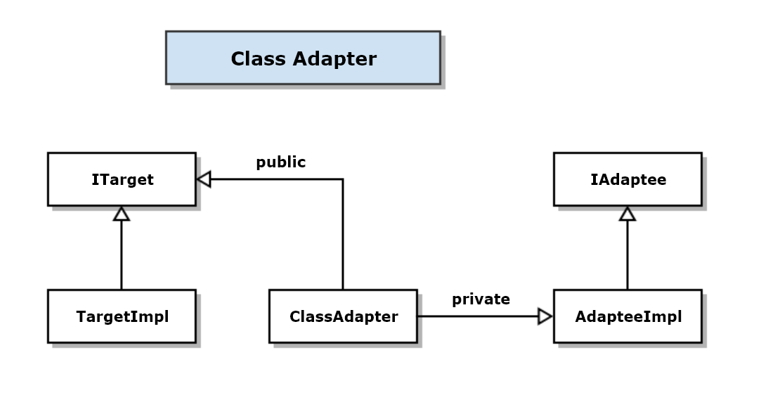 Class Adapter
public
ITarget
IAdaptee
private
TargetImpl
ClassAdapter
AdapteeImpl